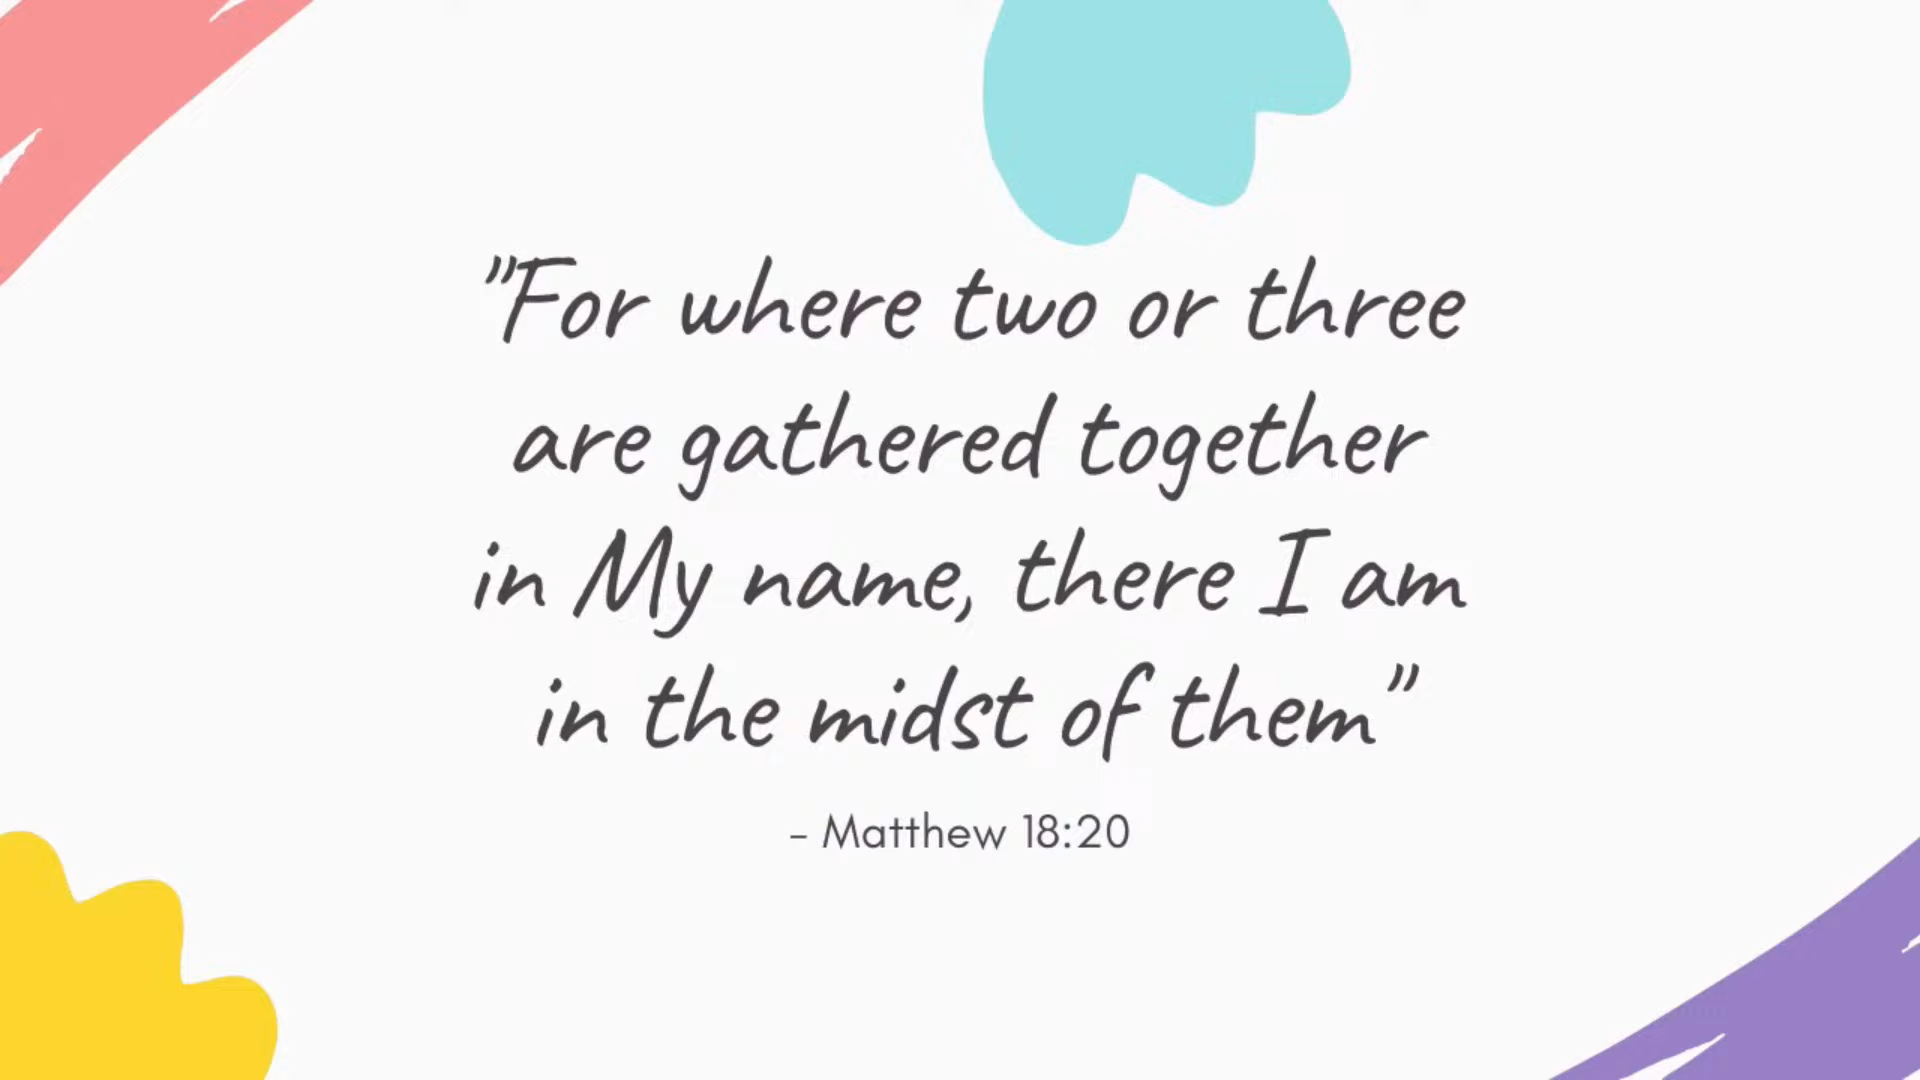 "For where two or three
are gathered together
in My name, there I am
in the midst of them"
- Matthew 18:20